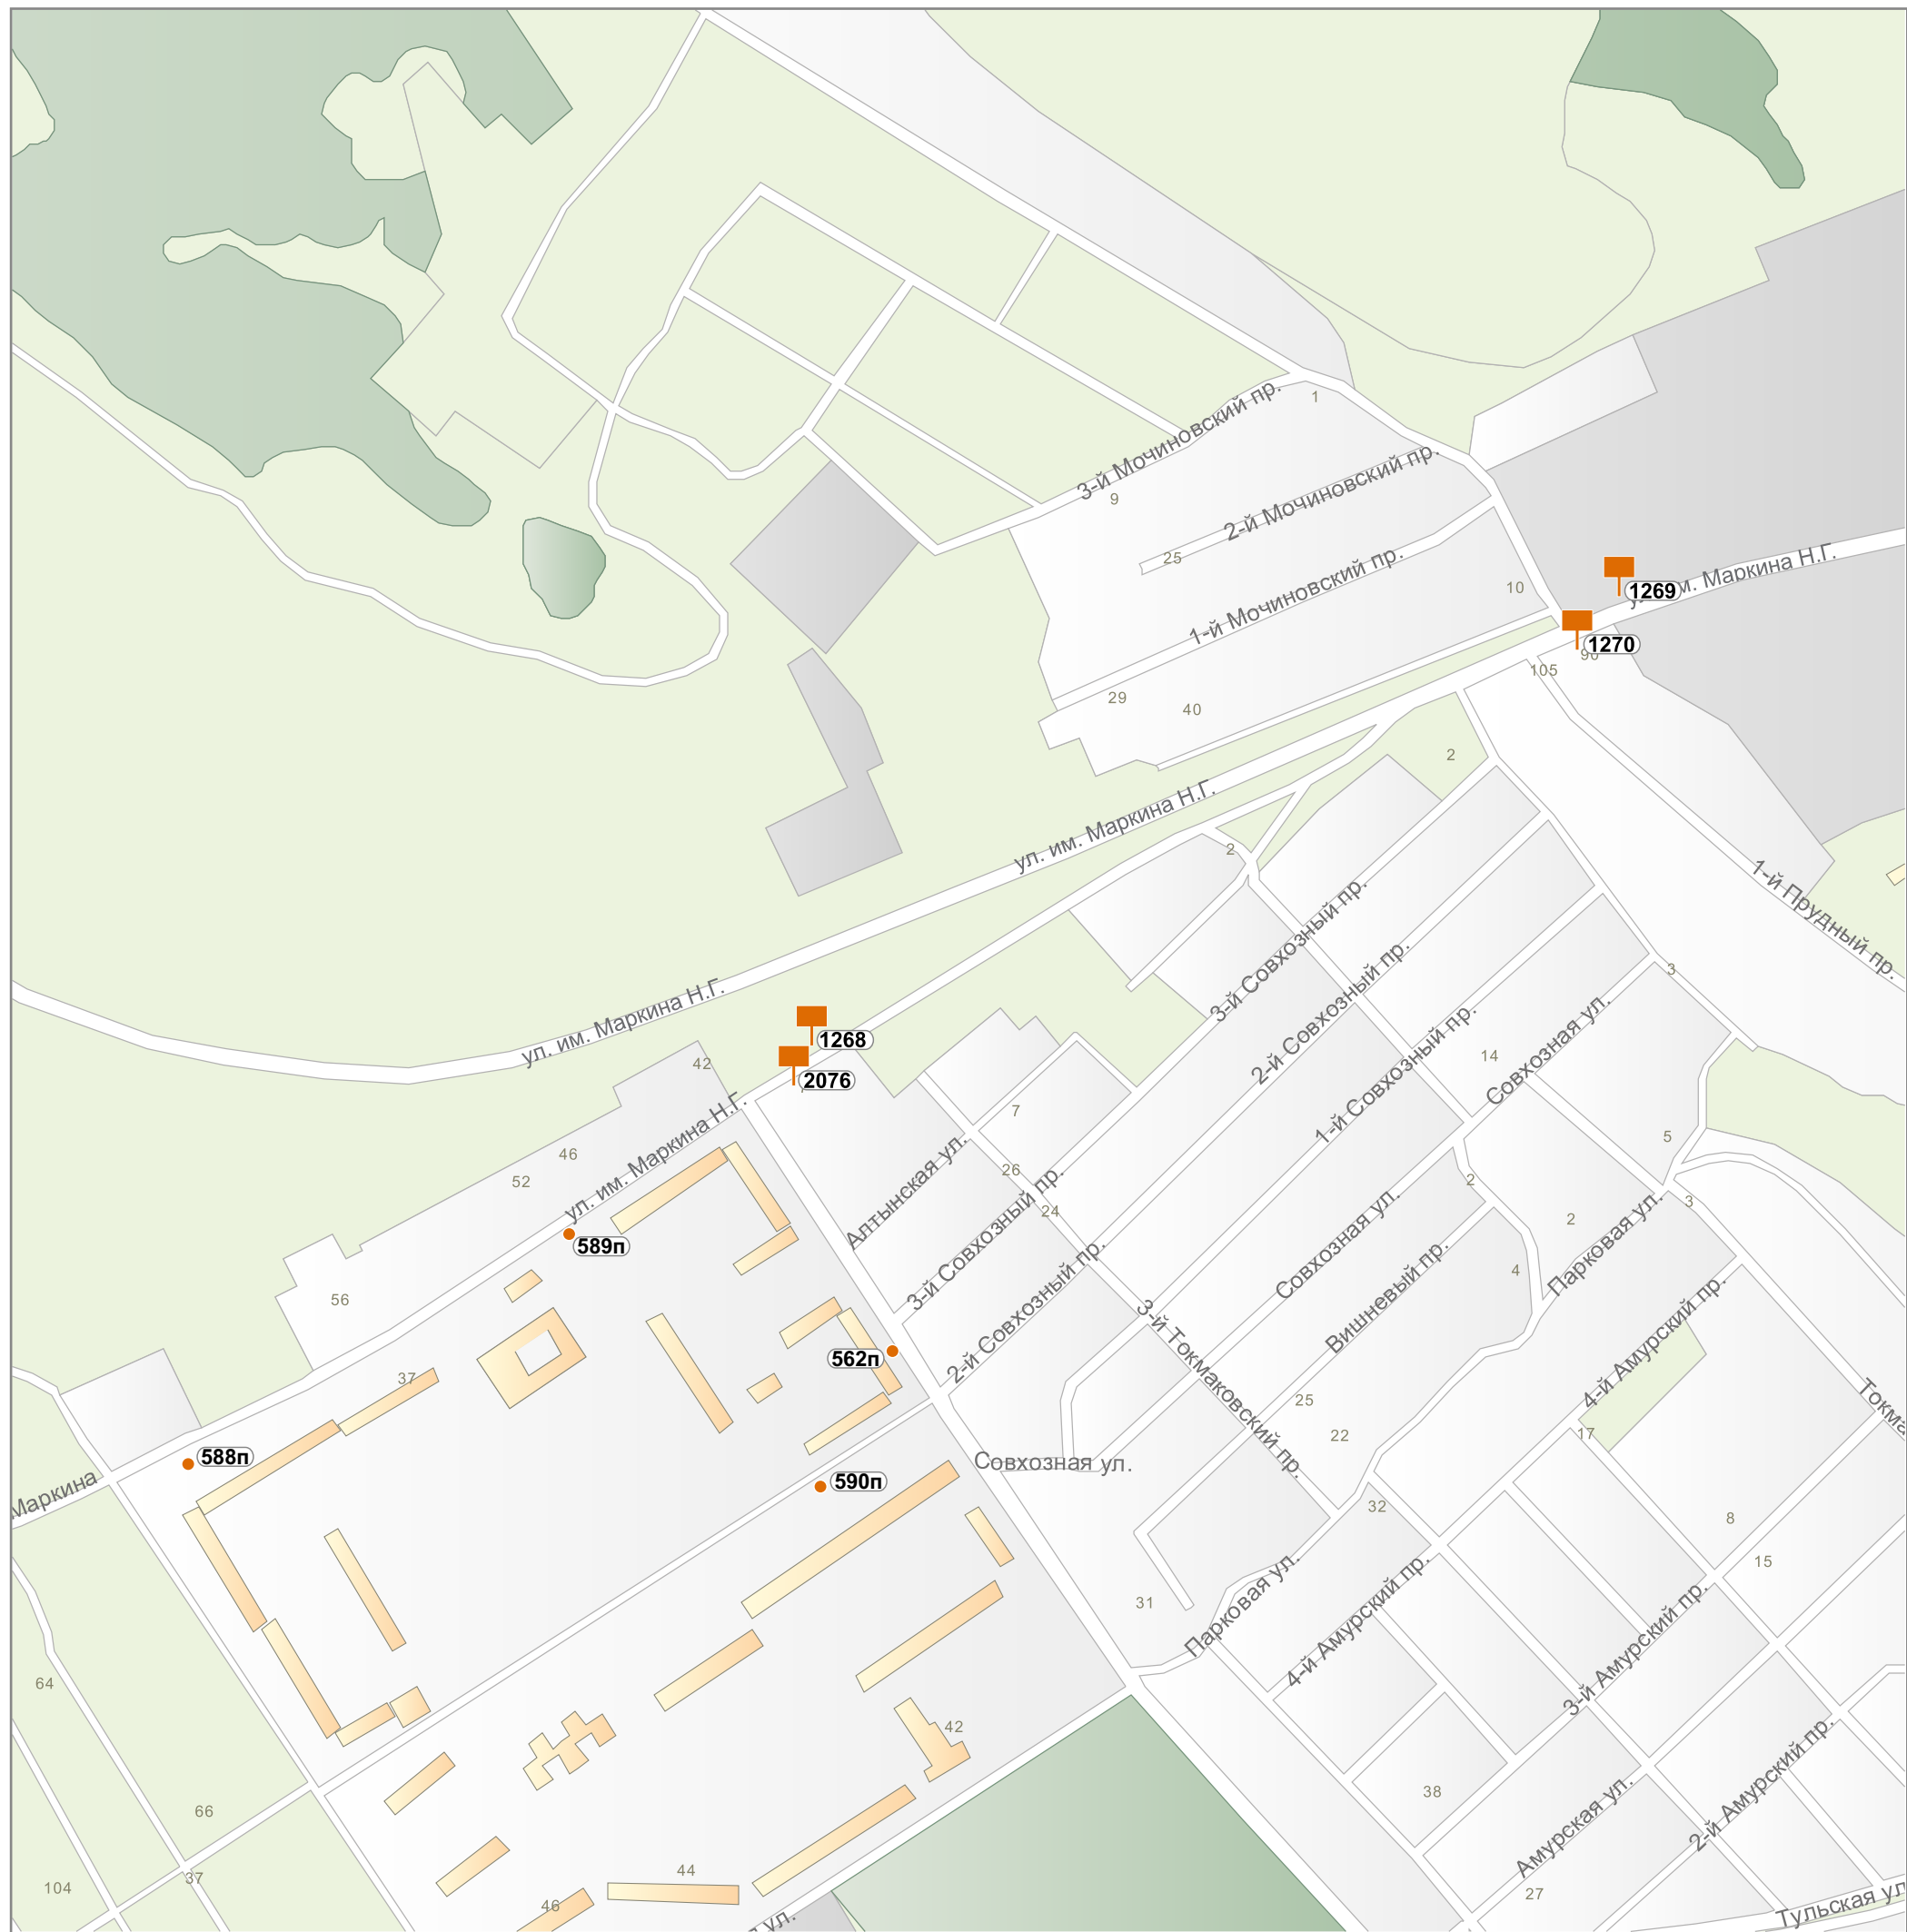 1
3-й Мочиновский пр.
9
2-й Мочиновский пр.
25
1-й Мочиновский пр.
10
ул. им. Маркина Н.Г.
1269
1270
90
105
29
40
2
ул. им. Маркина Н.Г.
2
1-й Прудный пр.
3-й Совхозный пр.
2-й Совхозный пр.
3
ул. им. Маркина Н.Г.
1-й Совхозный пр.
Совхозная ул.
1268
42
14
2076
7
ул. им. Маркина Н.Г.
46
5
52
Алтынская ул.
26
3-й Совхозный пр.
24
2
3
2
Парковая ул.
589п
Совхозная ул.
Вишневый пр.
4
56
2-й Совхозный пр.
3-й Токмаковский пр.
4-й Амурский пр.
562п
37
25
22
17
588п
Совхозная ул.
590п
Маркина
32
8
15
31
Парковая ул.
4-й Амурский пр.
3-й Амурский пр.
64
42
2-й Амурский пр.
38
66
Амурская ул.
44
37
104
46
27
Тульская ул
ул.